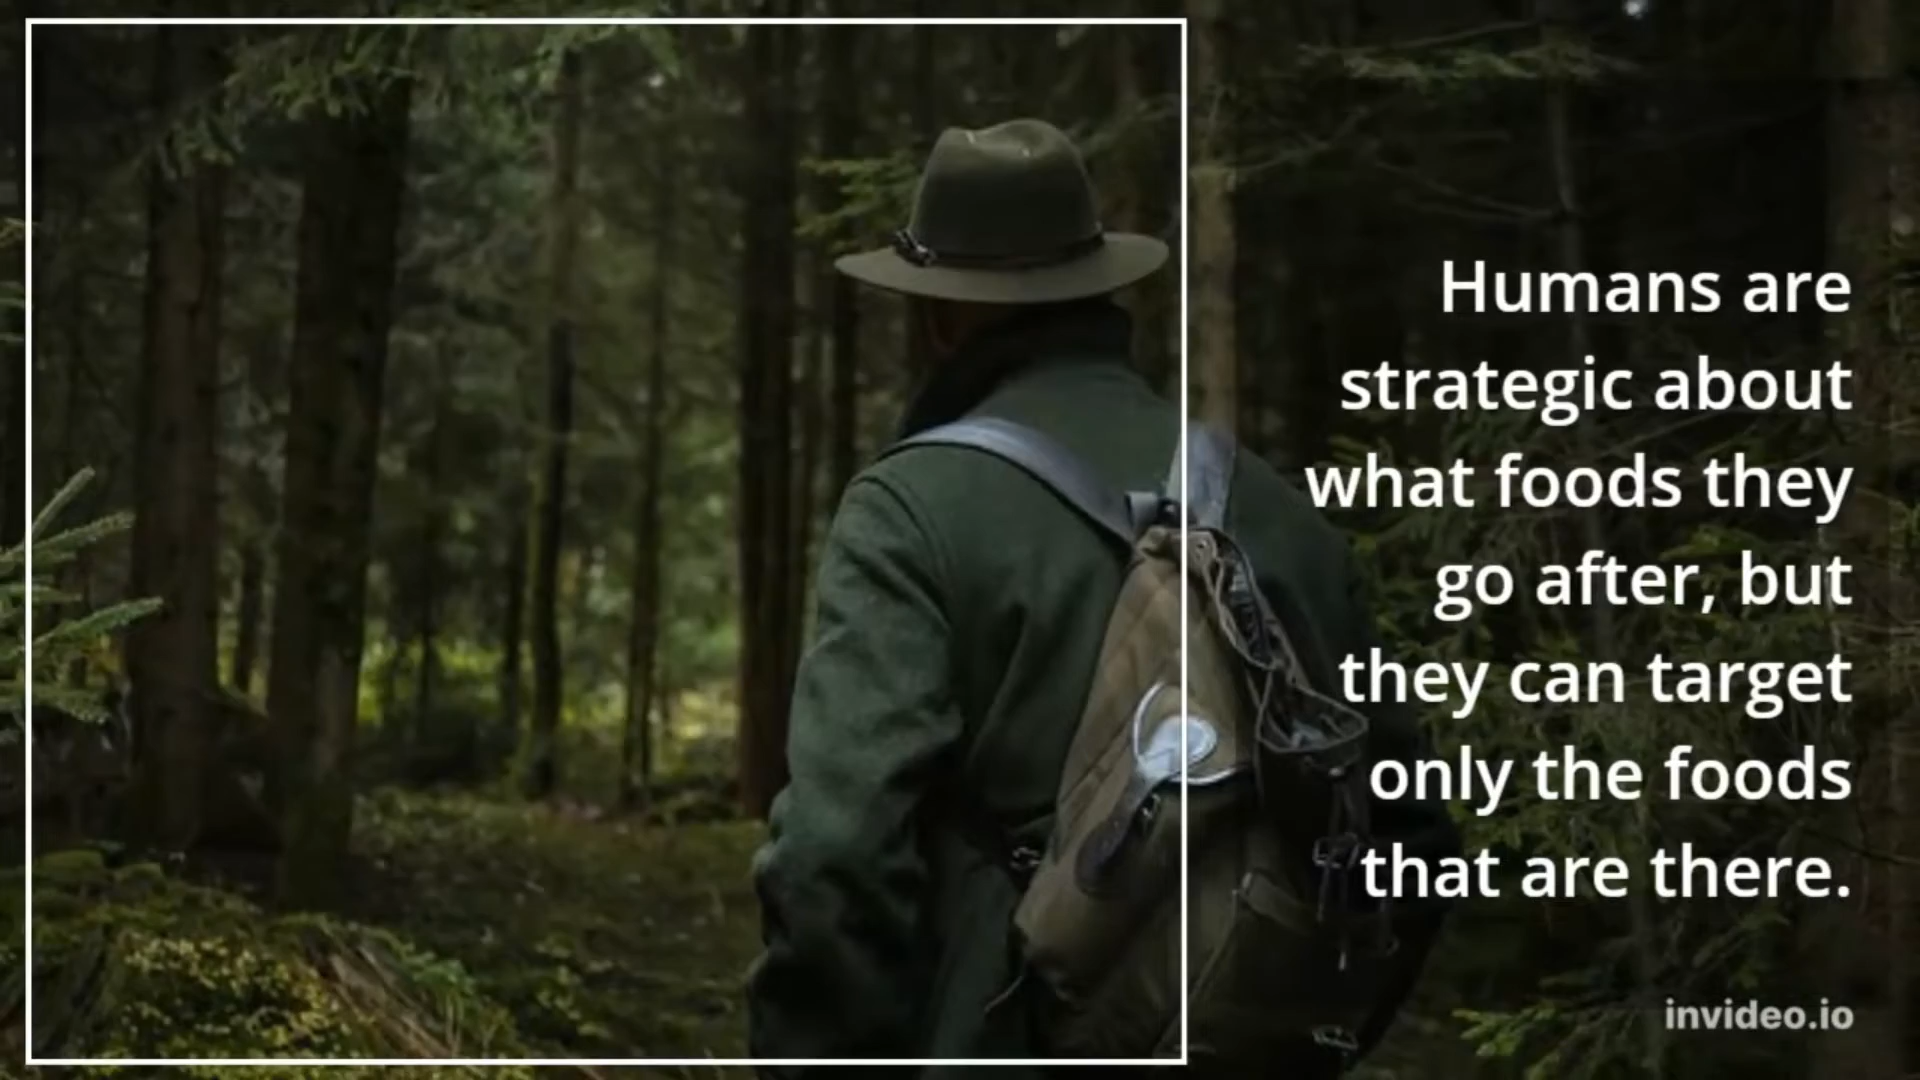 Humans are
strategic about
what foods they
go after, but
they can target
only the foods
that are there.
invideo.io